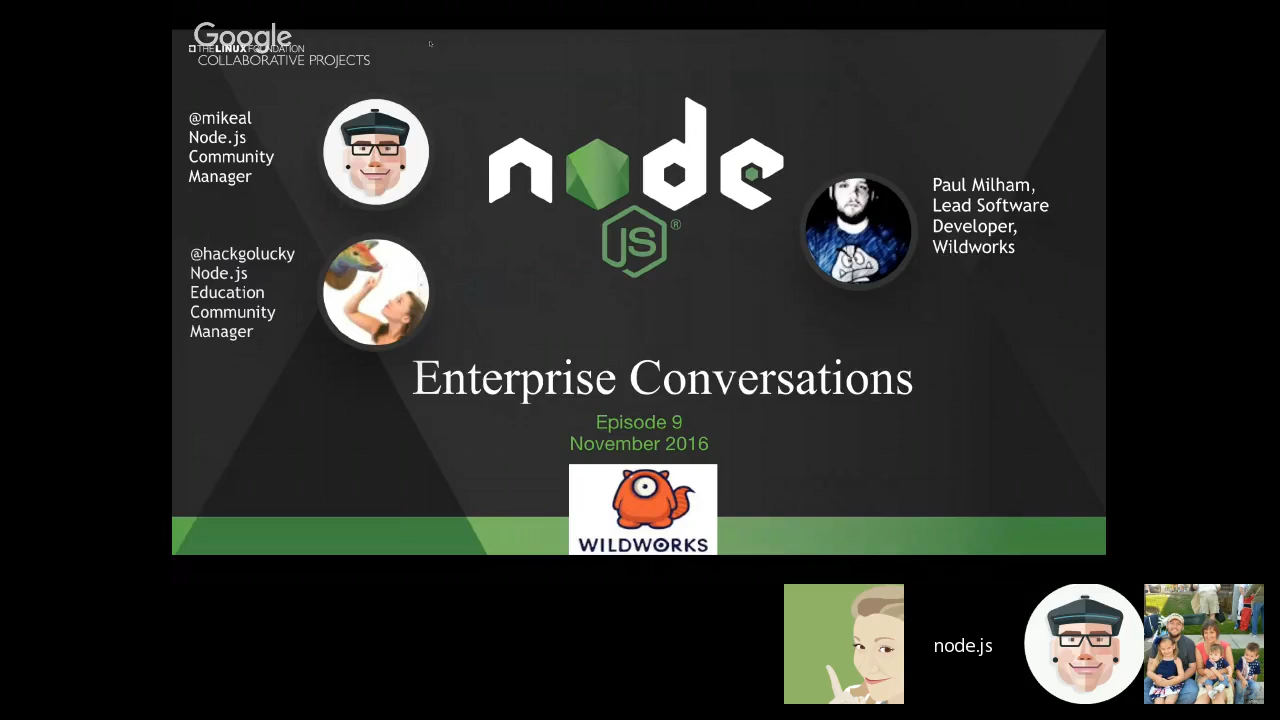 Google
THE LINUX FOUNDATION
COLLABORATIVE PROJECTS
@mikeal
Node.js
Community
Manager
@hackgolucky
Node.js
Education
Community
Manager
node
JS®
Paul Milham,
Lead Software
Developer,
Wildworks
Enterprise Conversations
Episode 9
November 2016
WILDWORKS
node.js